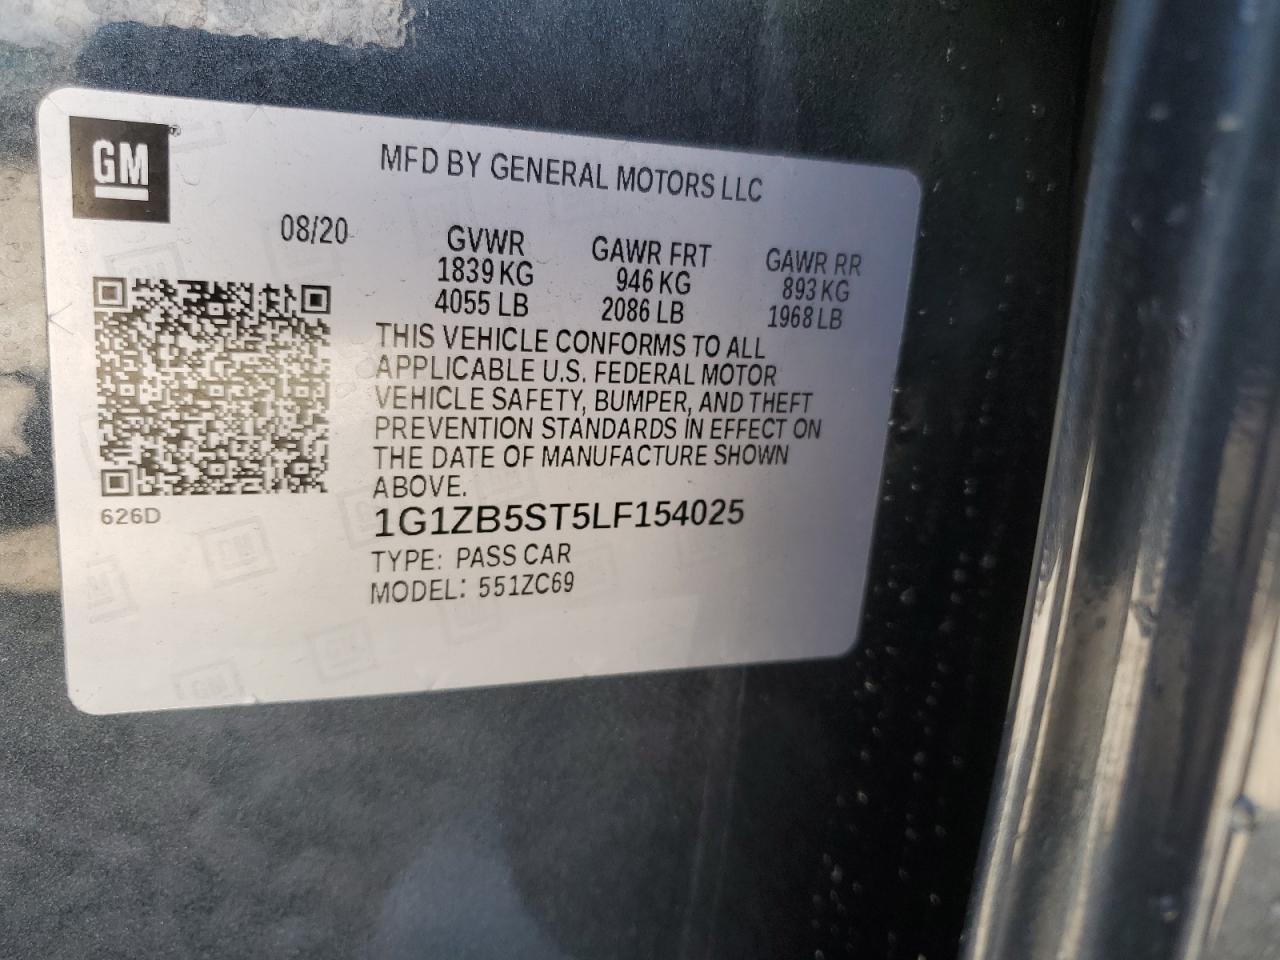 GM
MFD BY GENERAL MOTORS LLC
08/20
GVWR
1839 KG
4055 LB
GAWR FRT
946 KG
2086 LB
GAWR RR
893 KG
1968 LB
THIS VEHICLE CONFORMS TO ALL
APPLICABLE U.S. FEDERAL MOTOR
VEHICLE SAFETY, BUMPER, AND THEFT
PREVENTION STANDARDS IN EFFECT ON
THE DATE OF MANUFACTURE SHOWN
ABOVE.
626D
1G1ZB5ST5LF154025
TYPE: PASS CAR
MODEL: 551ZC69